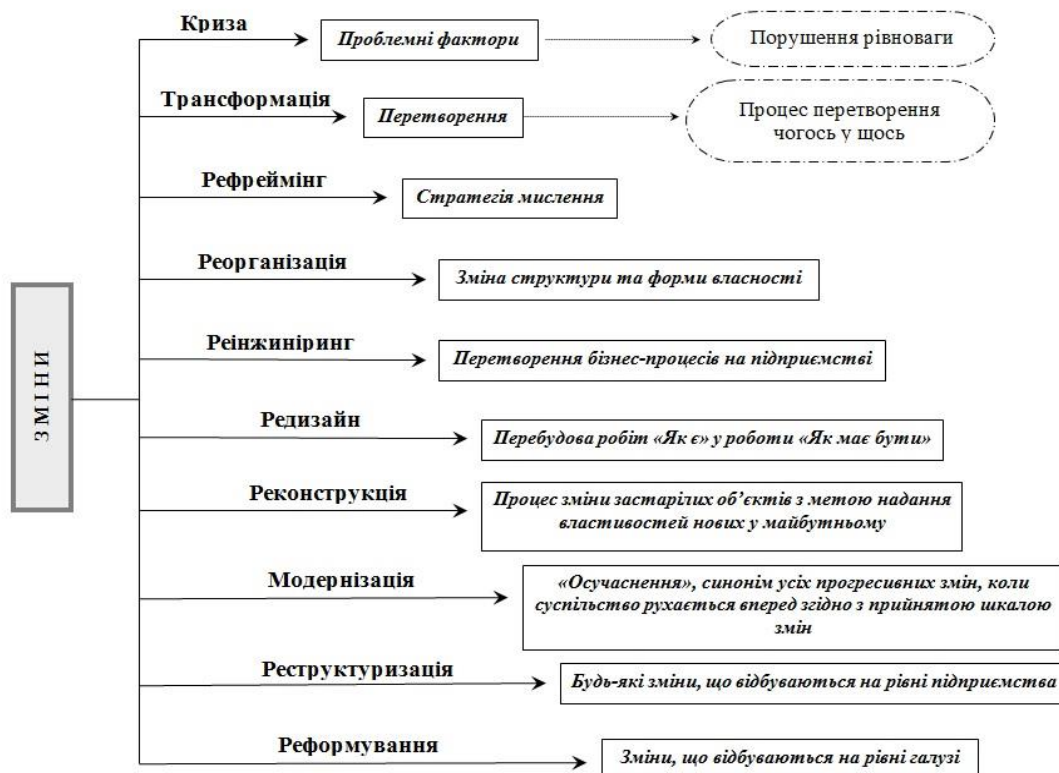 Криза
Проблемні фактори
Порушення рівноваги
Трансформація
Перетворення
Процес перетворення
чогось у щось
Рефреймінг
Стратегія мислення
Реорганізація
Зміна структури та форми власності
ЗМІНИ
Реінжиніринг
Перетворення бізнес-процесів на підприємстві
Редизайн
Перебудова робіт «Як є» у роботи «Як має бути»
Реконструкція
Процес зміни застарілих об’єктів з метою надання
властивостей нових у майбутньому
Модернізація
«Осучаснення», синонім усіх прогресивних змін, коли
суспільство рухається вперед згідно з прийнятою шкалою
змін
Реструктуризація
Будь-які зміни, що відбуваються на рівні підприємства
Реформування
Зміни, що відбуваються на рівні галузі